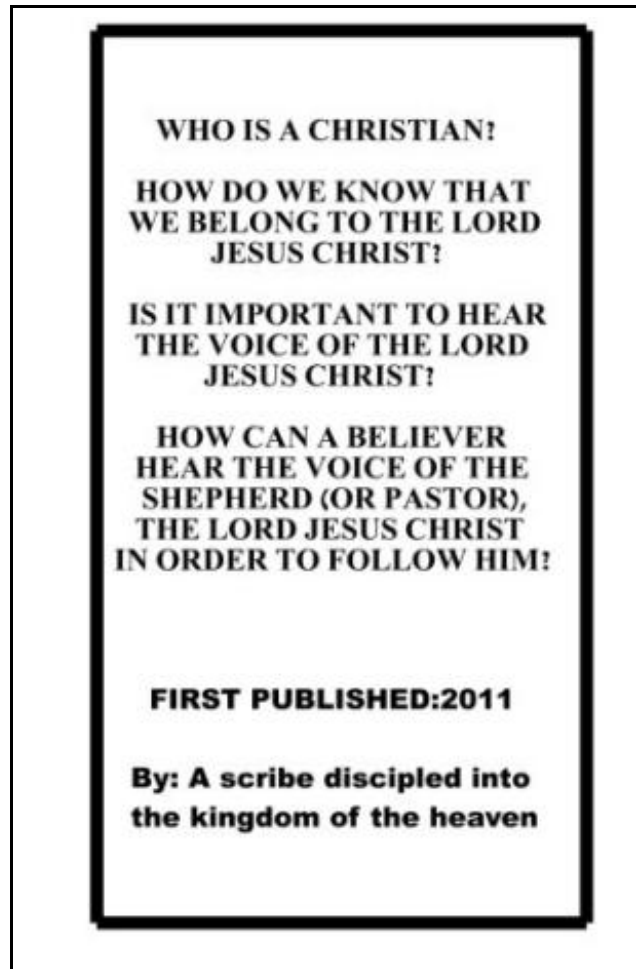 WHO IS A CHRISTIAN?
HOW DO WE KNOW THAT
WE BELONG TO THE LORD
JESUS CHRIST?
IS IT IMPORTANT TO HEAR
THE VOICE OF THE LORD
JESUS CHRIST?
HOW CAN A BELIEVER
HEAR THE VOICE OF THE
SHEPHERD (OR PASTOR),
THE LORD JESUS CHRIST
IN ORDER TO FOLLOW HIM?
FIRST PUBLISHED:2011
By: A scribe discipled into
the kingdom of the heaven